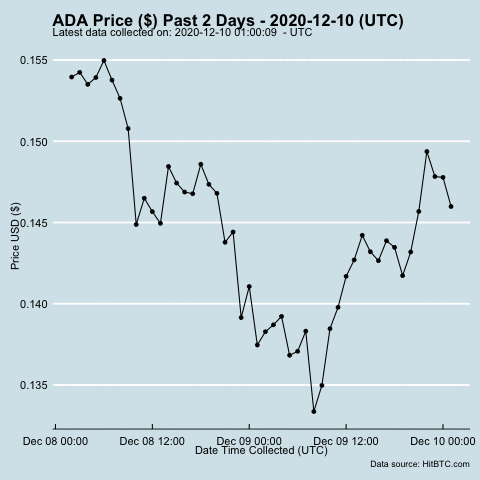 ADA Price ($) Past 2 Days - 2020-12-10 (UTC)
Latest data collected on: 2020-12-10 01:00:09 - UTC
0.155
0.150
0.145
0.140
0.135
Price USD ($)
Dec 08 00:00 Dec 08 12:00 Dec 09 00:00 Dec 09 12:00 Dec 10 00:00
Date Time Collected (UTC)
Data source: HitBTC.com